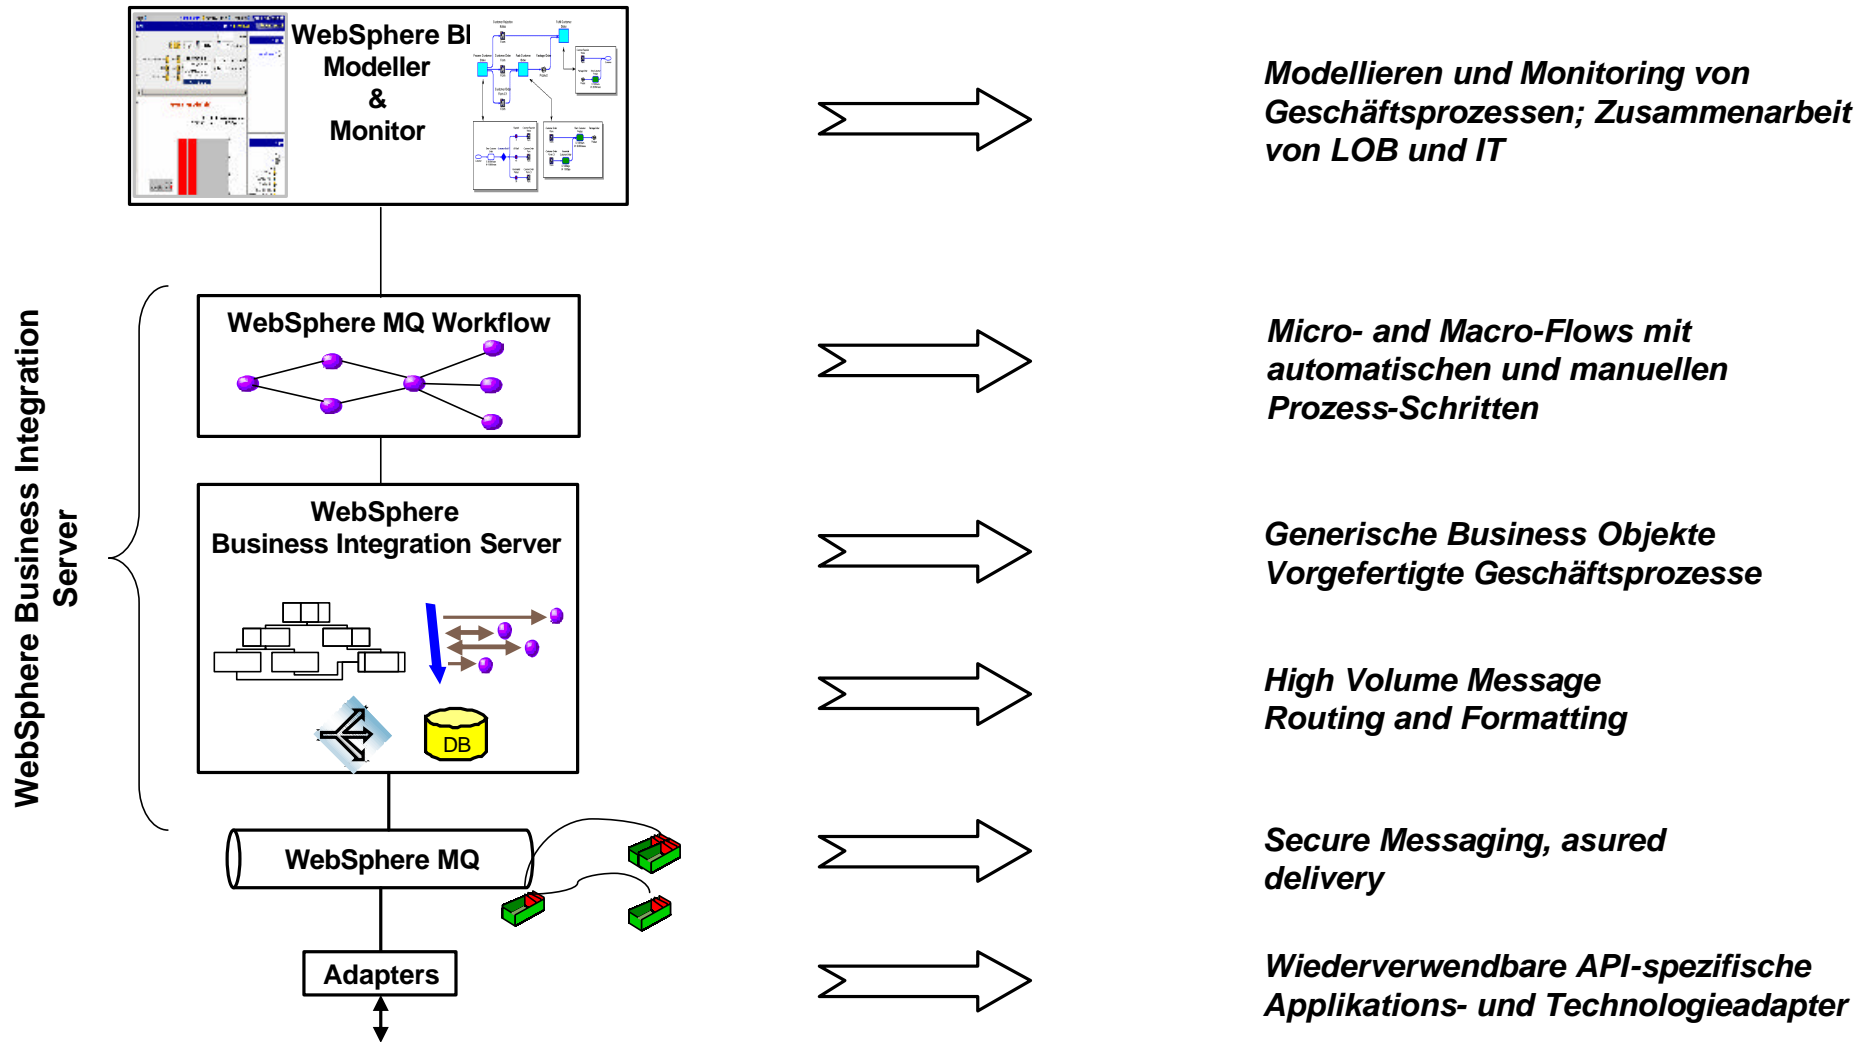 WebSphere BI
Modeller
&
Monitor
Modellieren und Monitoring von
Geschäftsprozessen; Zusammenarbeit
von LOB und IT
WebSphere Business Integration
Server
WebSphere MQ Workflow
Micro- and Macro-Flows mit
automatischen und manuellen
Prozess-Schritten
WebSphere
Business Integration Server
DB
Generische Business Objekte
Vorgefertigte Geschäftsprozesse
High Volume Message
Routing and Formatting
WebSphere MQ
Secure Messaging, asured
delivery
Adapters
Wiederverwendbare API-spezifische
Applikations- und Technologieadapter